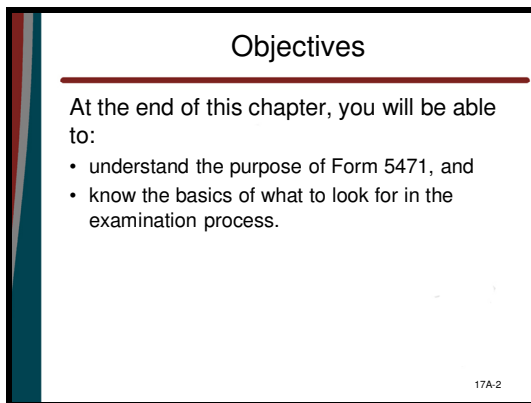 Objectives
At the end of this chapter, you will be able
to:
• understand the purpose of Form 5471, and
• know the basics of what to look for in the
examination process.
17A-2